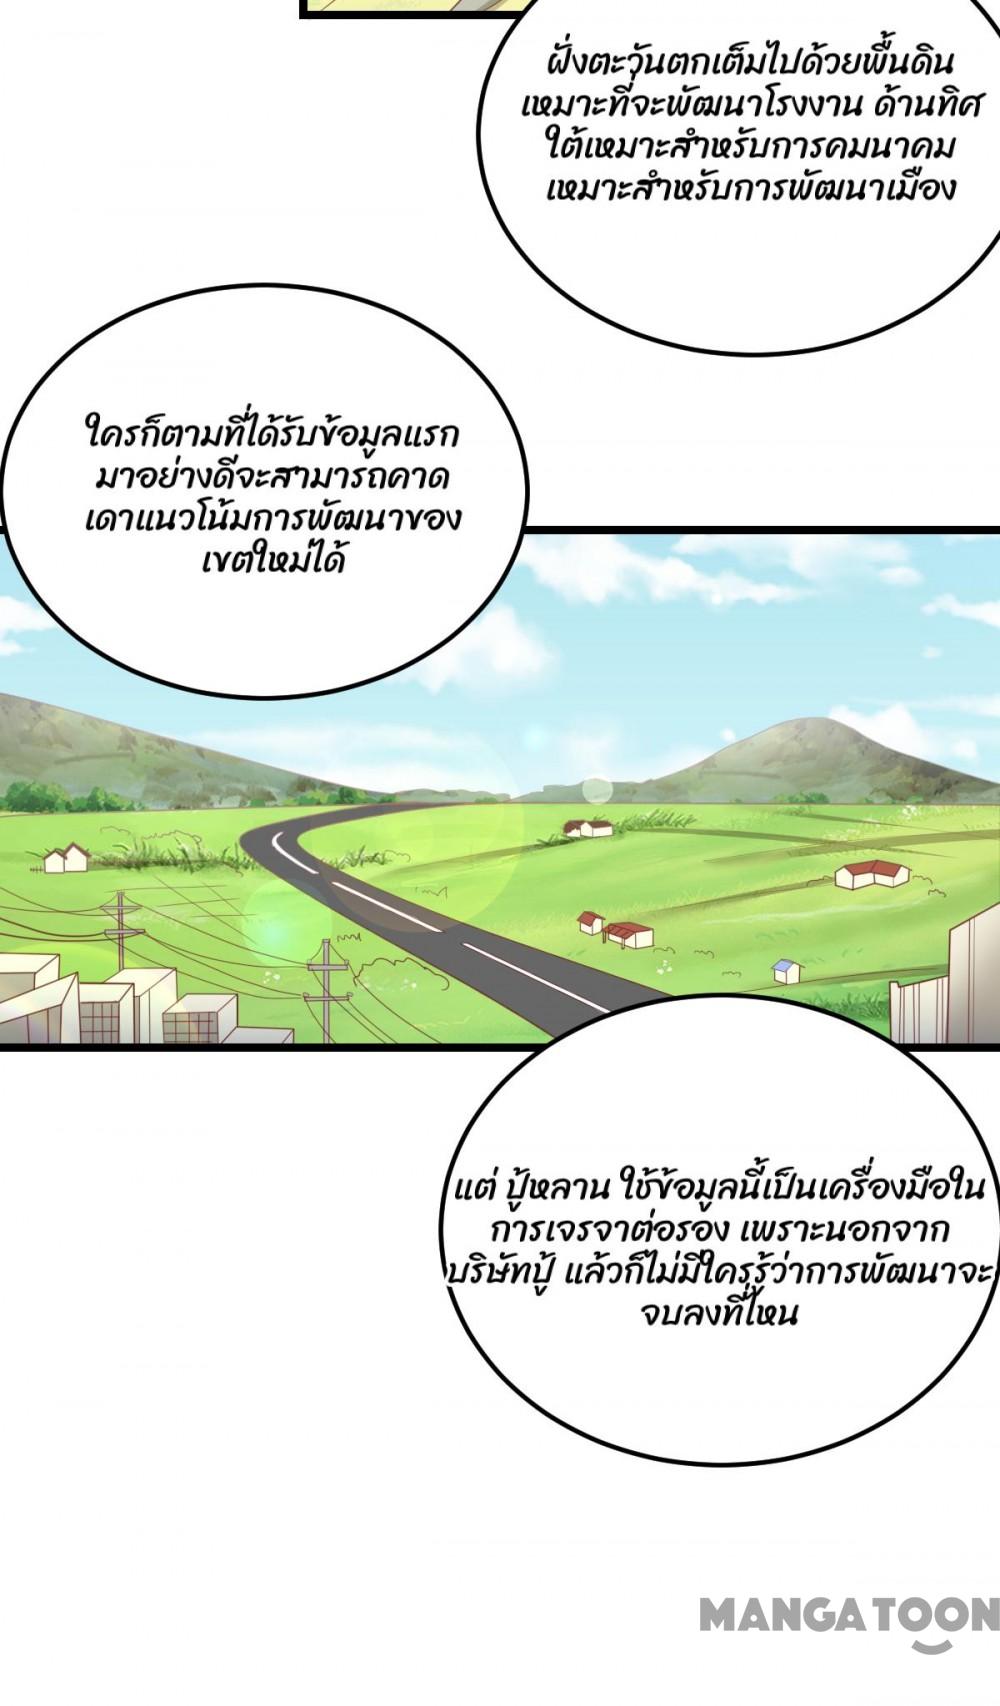 ฝั่งตะวันตกเต็มไปด้วยพื้นดิน
เหมาะที่จะพัฒนาโรงงาน ด้านทิศ
ใต้เหมาะสำหรับการคมนาคม
เหมาะสำหรับการพัฒนาเมือง
ใครก็ตามที่ได้รับข้อมูลแรก
มาอย่างดีจะสามารถคาด
เดาแนวโน้มการพัฒนาของ
เขตใหม่ได้
แต่ ปู้หลาน ใช้ข้อมูลนี้เป็นเครื่องมือใน
การเจรจาต่อรอง เพราะนอกจาก
บริษัทปู้ แล้วก็ไม่มีใครรู้ว่าการพัฒนาจะ
จบลงที่ไหน
MANGATOON